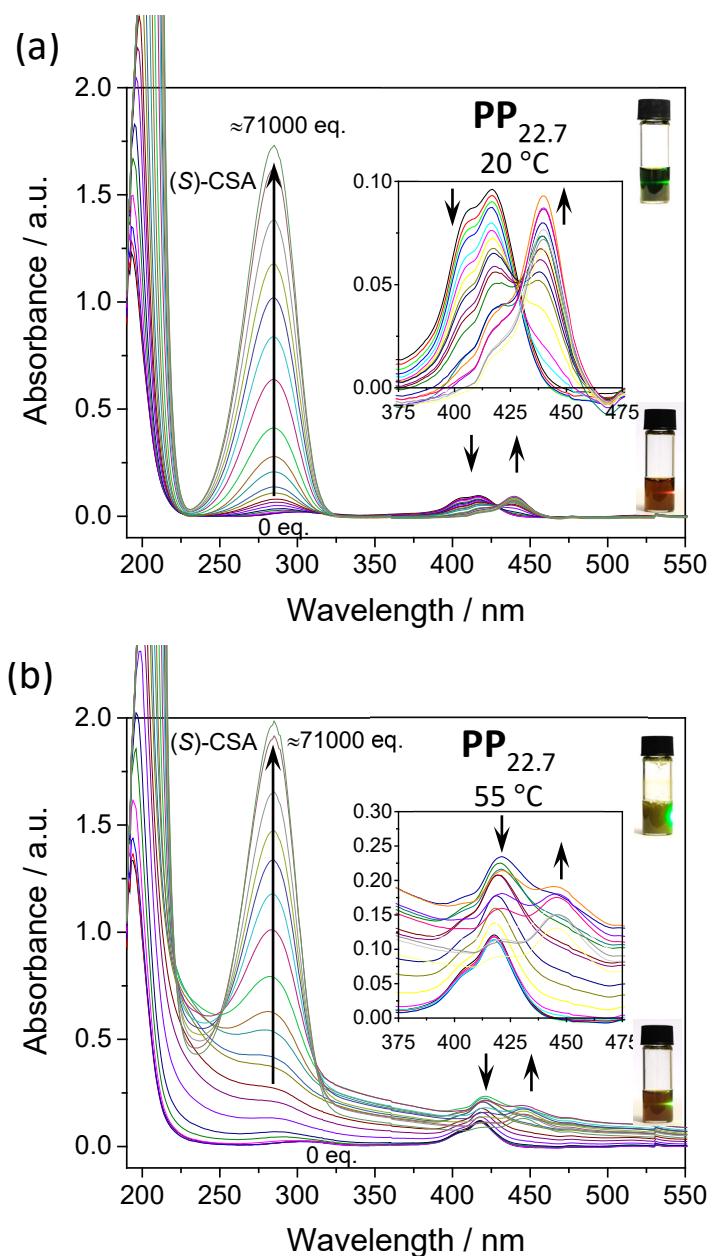 (a)
2.0
1.5
1.0
0.5
0.0
Absorbance / a.u.
≈71000 eq.
(S)-CSA
0 eq.
PP22.7
20 °C
0.10
0.05
0.00
375 400 425 450 475
200 250 300 350 400 450 500 550
Wavelength / nm
(b)
2.0
1.5
1.0
0.5
0.0
Absorbance / a.u.
(S)-CSA ≈71000 eq.
0 eq.
PP22.7
55 °C
0.30
0.25
0.20
0.15
0.10
0.05
0.00
375 400 425 450 475
200 250 300 350 400 450 500 550
Wavelength / nm